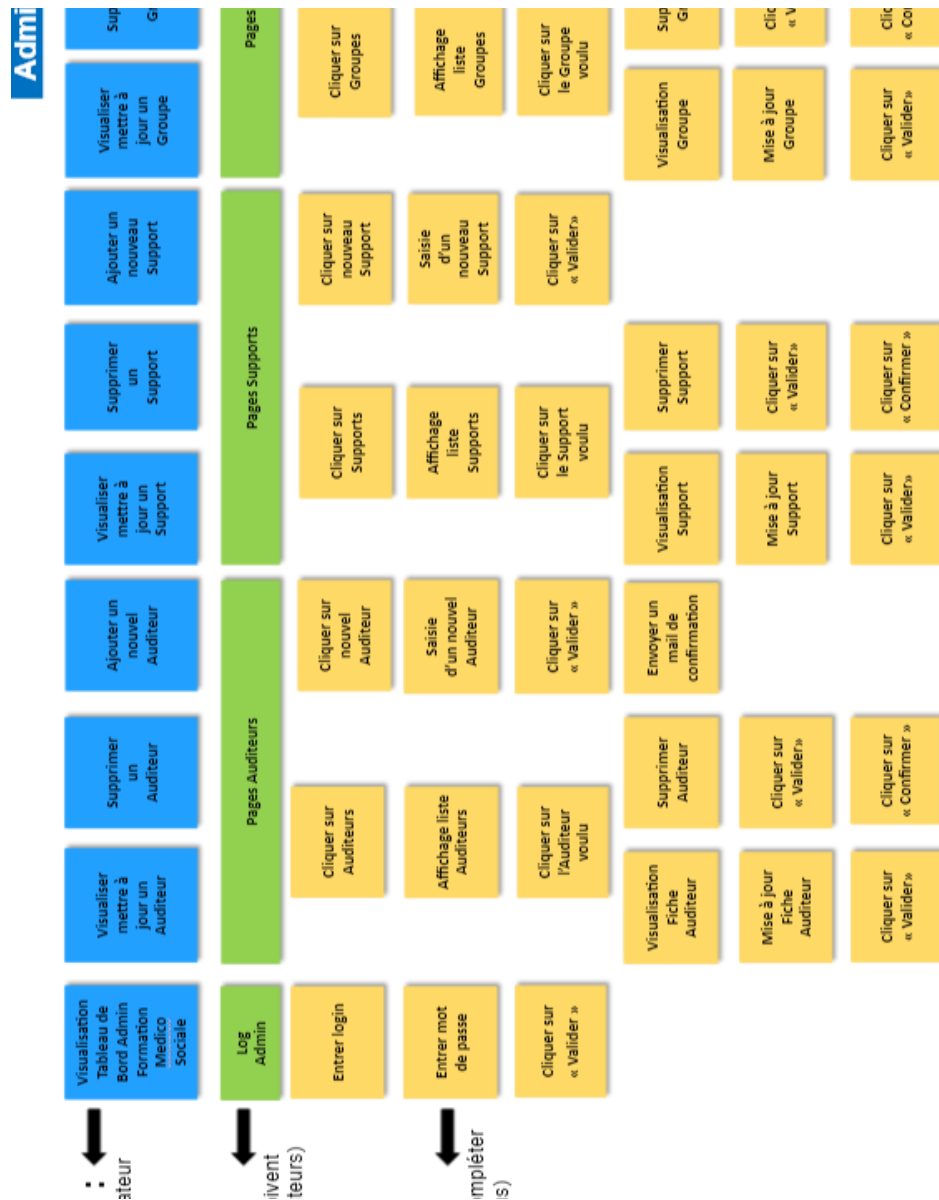 Admi
:
ateur
Visualisation
Tableau de
Bord Admin
Formation
Medico
Sociale
Visualiser
mettre à
jour un
Auditeur
Supprimer
un
Auditeur
Ajouter un
nouvel
Auditeur
Visualiser
mettre à
jour un
Support
Supprimer
un
Support
Ajouter un
nouveau
Support
Visualiser
mettre à
jour un
Groupe
Sup
Gr
oivent
teurs)
Log
Admin
Pages Auditeurs
Pages Supports
Pages
Entrer login
Cliquer sur
Auditeurs
Cliquer sur
nouvel
Auditeur
Cliquer sur
Supports
Cliquer sur
nouveau
Support
Cliquer sur
Groupes
mpléter
s)
Entrer mot
de passe
Affichage liste
Auditeurs
Saisie
d'un nouvel
Auditeur
Affichage
liste
Supports
Saisie
d'un
nouveau
Support
Affichage
liste
Groupes
Cliquer sur
« Valider »
Cliquer sur
l'Auditeur
voulu
Cliquer sur
« Valider »
Cliquer sur
le Support
voulu
Cliquer sur
« Valider»
Cliquer sur
le Groupe
voulu
Visualisation
Fiche
Auditeur
Supprimer
Auditeur
Envoyer un
mail de
confirmation
Visualisation
Support
Supprimer
Support
Visualisation
Groupe
Sup
Gr
Mise à jour
Fiche
Auditeur
Cliquer sur
« Valider»
Mise à jour
Support
Cliquer sur
« Valider»
Mise à jour
Groupe
Clic
« V
Cliquer sur
« Valider»
Cliquer sur
« Confirmer »
Cliquer sur
« Valider»
Cliquer sur
« Confirmer »
Cliquer sur
« Valider»
Clic
« Con